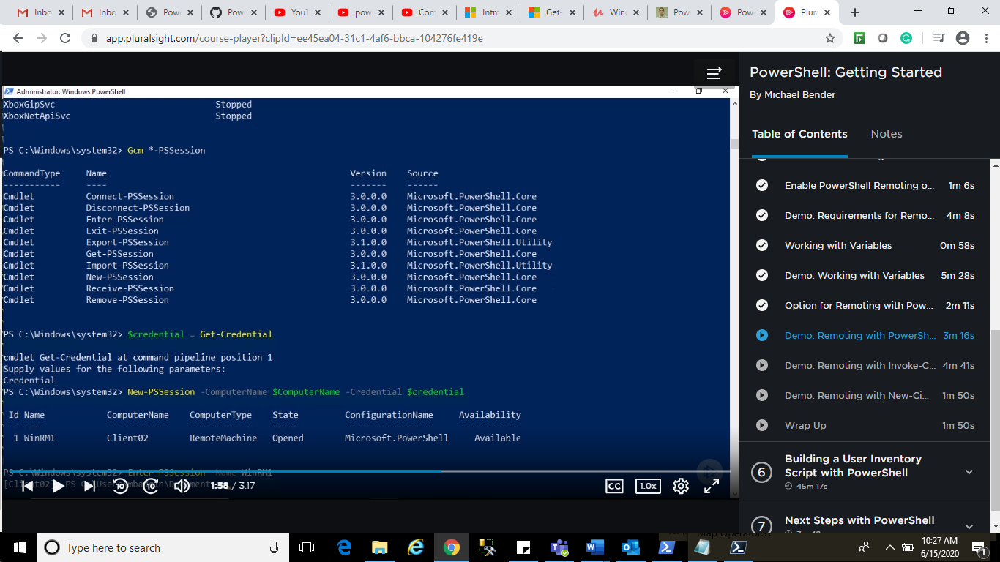 Inbo
Inbo
Pow
Pow
YouT
pow
Com
Intro
Get-
Win
Pow
Pow
Plura
app.pluralsight.com/course-player?clipId=ee45ea04-31c1-4af6-bbca-104276fe419e
Administrator: Windows PowerShell
XboxGipSvc Stopped
XboxNetApiSvc Stopped
PS C:\Windows\system32> Gcm *-PSSession
CommandType Name Version Source
----------- ---- ------- ------
Cmdlet Connect-PSSession 3.0.0.0 Microsoft.PowerShell.Core
Cmdlet Disconnect-PSSession 3.0.0.0 Microsoft.PowerShell.Core
Cmdlet Enter-PSSession 3.0.0.0 Microsoft.PowerShell.Core
Cmdlet Exit-PSSession 3.0.0.0 Microsoft.PowerShell.Core
Cmdlet Export-PSSession 3.1.0.0 Microsoft.PowerShell.Utility
Cmdlet Get-PSSession 3.0.0.0 Microsoft.PowerShell.Core
Cmdlet Import-PSSession 3.1.0.0 Microsoft.PowerShell.Utility
Cmdlet New-PSSession 3.0.0.0 Microsoft.PowerShell.Core
Cmdlet Receive-PSSession 3.0.0.0 Microsoft.PowerShell.Core
Cmdlet Remove-PSSession 3.0.0.0 Microsoft.PowerShell.Core
PS C:\Windows\system32> $credential = Get-Credential
cmdlet Get-Credential at command pipeline position 1
Supply values for the following parameters:
Credential
PS C:\Windows\system32> New-PSSession -ComputerName $ComputerName -Credential $credential
Id Name ComputerName ComputerType State ConfigurationName Availability
-- ---- ------------ ------------ ----- ----------------- ------------
1 WinRM1 Client02 RemoteMachine Opened Microsoft.PowerShell Available
PS C:\Windows\system32> Enter-PSSession -Name WinRM1
10
10
1:58 / 3:17
CC
1.0x
PowerShell: Getting Started
By Michael Bender
Table of Contents
Notes
Enable PowerShell Remoting o... 1m 6s
Demo: Requirements for Remo... 4m 8s
Working with Variables 0m 58s
Demo: Working with Variables 5m 28s
Option for Remoting with Pow... 2m 11s
Demo: Remoting with PowerSh... 3m 16s
Demo: Remoting with Invoke-C... 4m 41s
Demo: Remoting with New-Ci... 1m 50s
Wrap Up 1m 50s
6
Building a User Inventory
Script with PowerShell
45m 17s
7
Next Steps with PowerShell
Type here to search
10:27 AM
6/15/2020
1